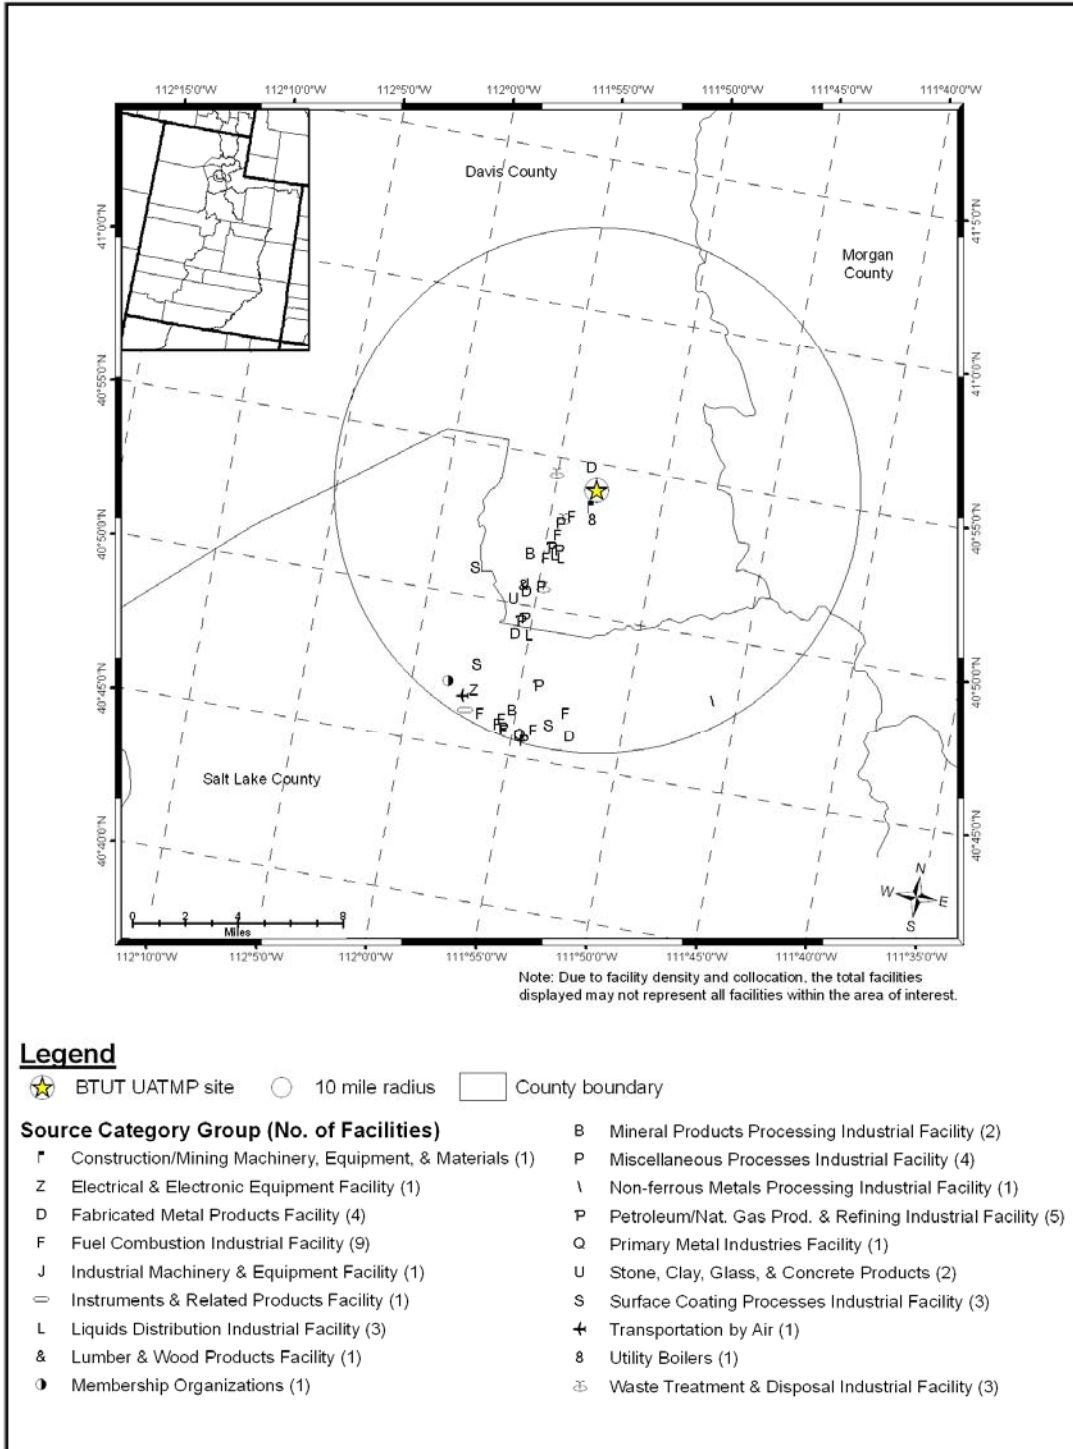 112°15'0"W 112°10'0"W 112°5'0"W 112°0'0"W 111°55'0"W 111°50'0"W 111°45'0"W 111°40'0"W
Davis County
Morgan
County
41°0'0"N
41°5'0"N
40°55'0"N
41°0'0"N
D
F
8
F
B
L
S
&
D
U
D L
40°50'0"N
40°55'0"N
S
Z
P
F B F
S
F
D
\
40°45'0"N
40°50'0"N
Salt Lake County
40°40'0"N
40°45'0"N
N
W E
S
0 2 4 8
Miles
112°10'0"W 112°5'0"W 112°0'0"W 111°55'0"W 111°50'0"W 111°45'0"W 111°40'0"W 111°35'0"W
Note: Due to facility density and collocation, the total facilities
displayed may not represent all facilities within the area of interest.
Legend
BTUT UATMP site 10 mile radius County boundary
Source Category Group (No. of Facilities)
Construction/Mining Machinery, Equipment, & Materials (1)
Z Electrical & Electronic Equipment Facility (1)
D Fabricated Metal Products Facility (4)
F Fuel Combustion Industrial Facility (9)
J Industrial Machinery & Equipment Facility (1)
Instruments & Related Products Facility (1)
L Liquids Distribution Industrial Facility (3)
& Lumber & Wood Products Facility (1)
Membership Organizations (1)
B Mineral Products Processing Industrial Facility (2)
P Miscellaneous Processes Industrial Facility (4)
\ Non-ferrous Metals Processing Industrial Facility (1)
P Petroleum/Nat. Gas Prod. & Refining Industrial Facility (5)
Q Primary Metal Industries Facility (1)
U Stone, Clay, Glass, & Concrete Products (2)
S Surface Coating Processes Industrial Facility (3)
Transportation by Air (1)
8 Utility Boilers (1)
Waste Treatment & Disposal Industrial Facility (3)